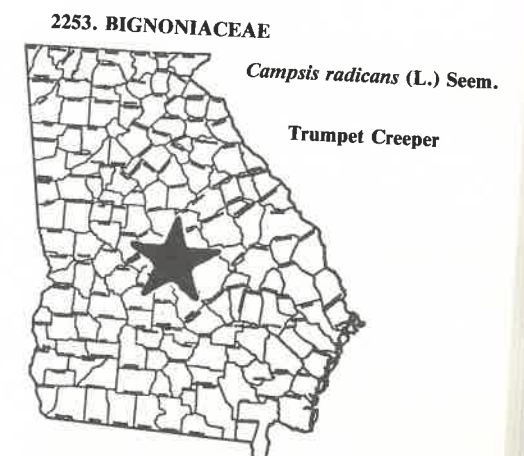 2253. BIGNONIACEAE
Campsis radicans (L.) Seem.
Trumpet Creeper